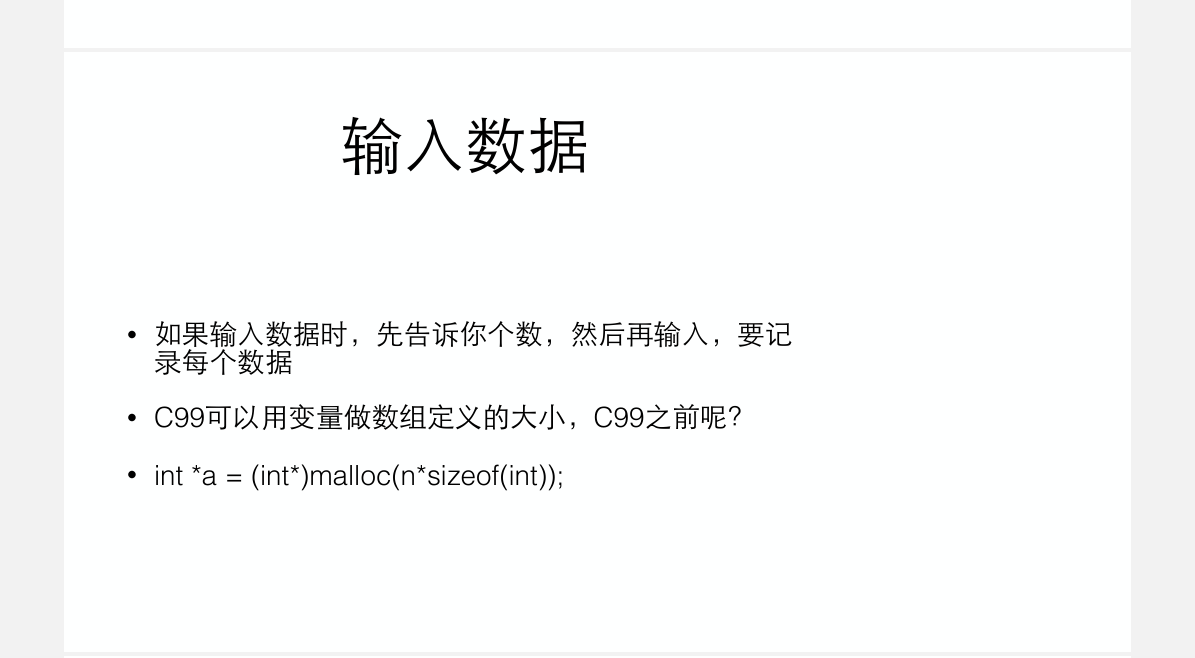 输入数据
• 如果输入数据时，先告诉你个数，然后再输入，要记
录每个数据
• C99可以用变量做数组定义的大小，C99之前呢？
• int *a = (int*)malloc(n*sizeof(int));